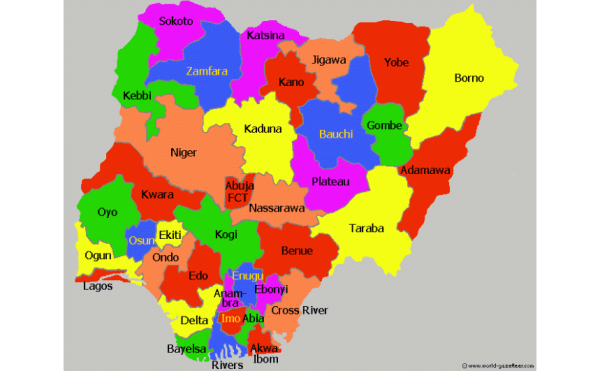 Sokoto
Katsina
Jigawa
Yobe
Borno
Zamfara
Kano
Kebbi
Kaduna
Bauchi
Gombe
Niger
Adamawa
Plateau
Abuja
FCT
Kwara
Nassarawa
Oyo
Taraba
Osun
Ekiti
Kogi
Benue
Ogun
Ondo
Edo
Enugu
Lagos
Anam-
bra
Ebonyi
Cross River
Delta
Imo
Abia
Bayelsa
Akwa
Ibom
Rivers
© www.world-gazetteer.com